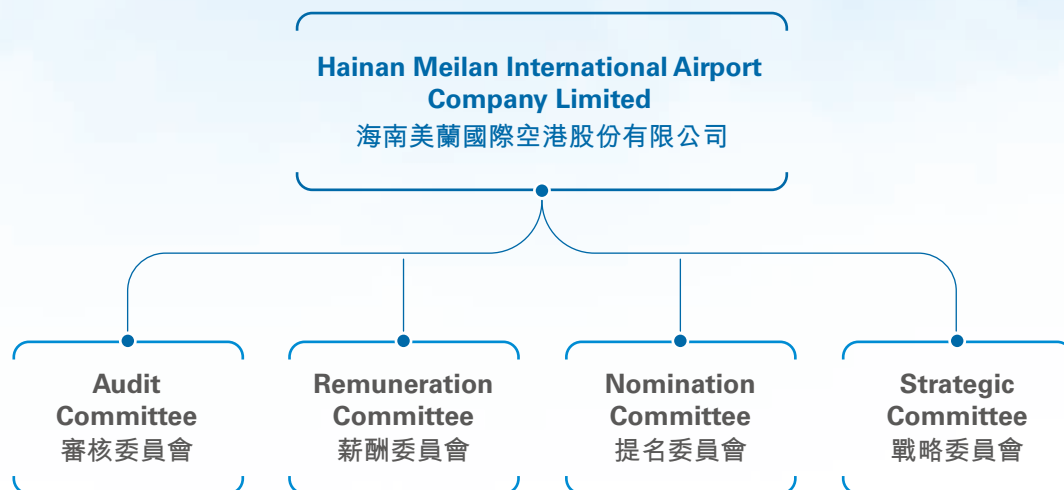 Hainan Meilan International Airport
Company Limited
海南美蘭國際空港股份有限公司
Audit
Committee
審核委員會
Remuneration
Committee
薪酬委員會
Nomination
Committee
提名委員會
Strategic
Committee
戰略委員會